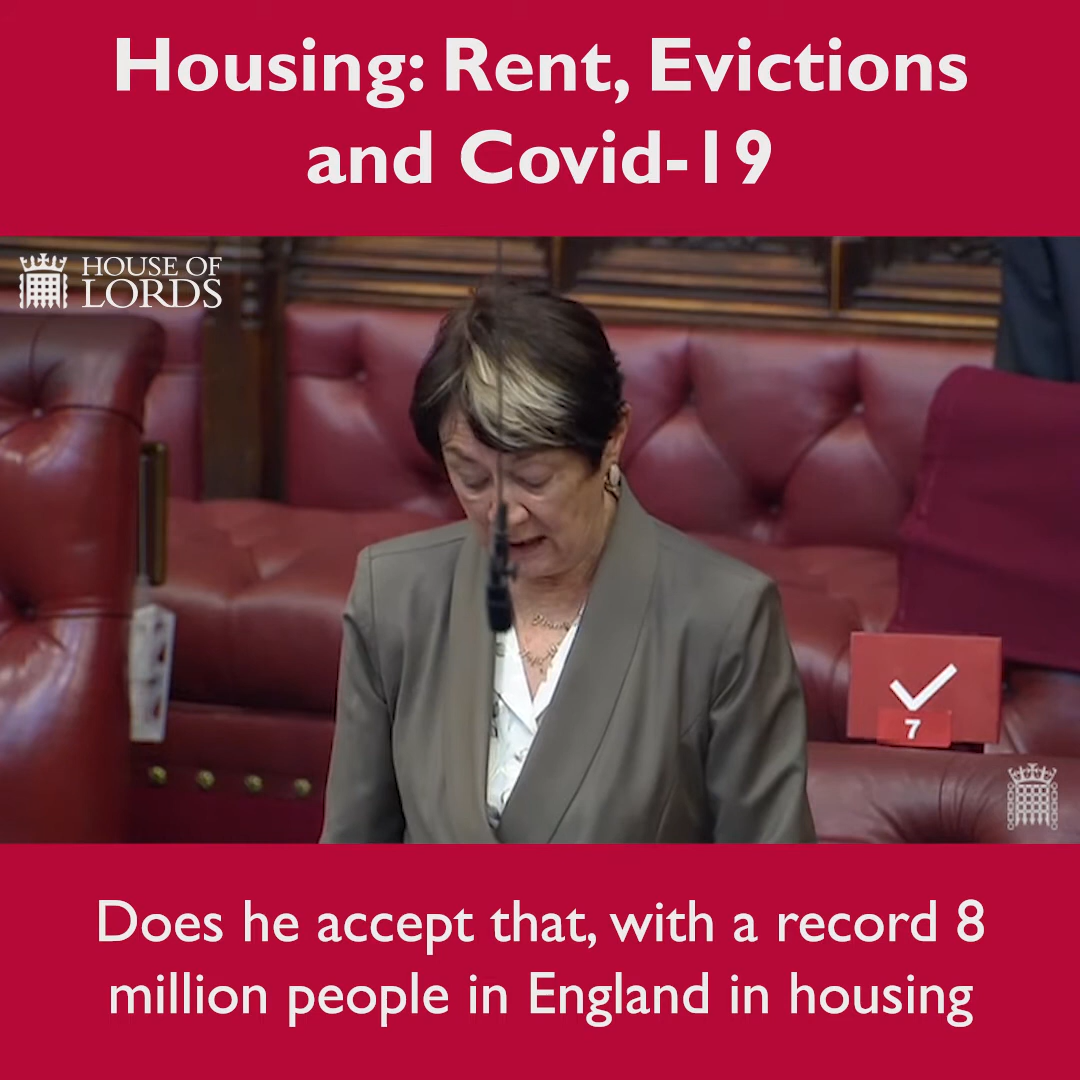 Housing: Rent, Evictions
and Covid-19
HOUSE OF
LORDS
7
Does he accept that, with a record 8
million people in England in housing